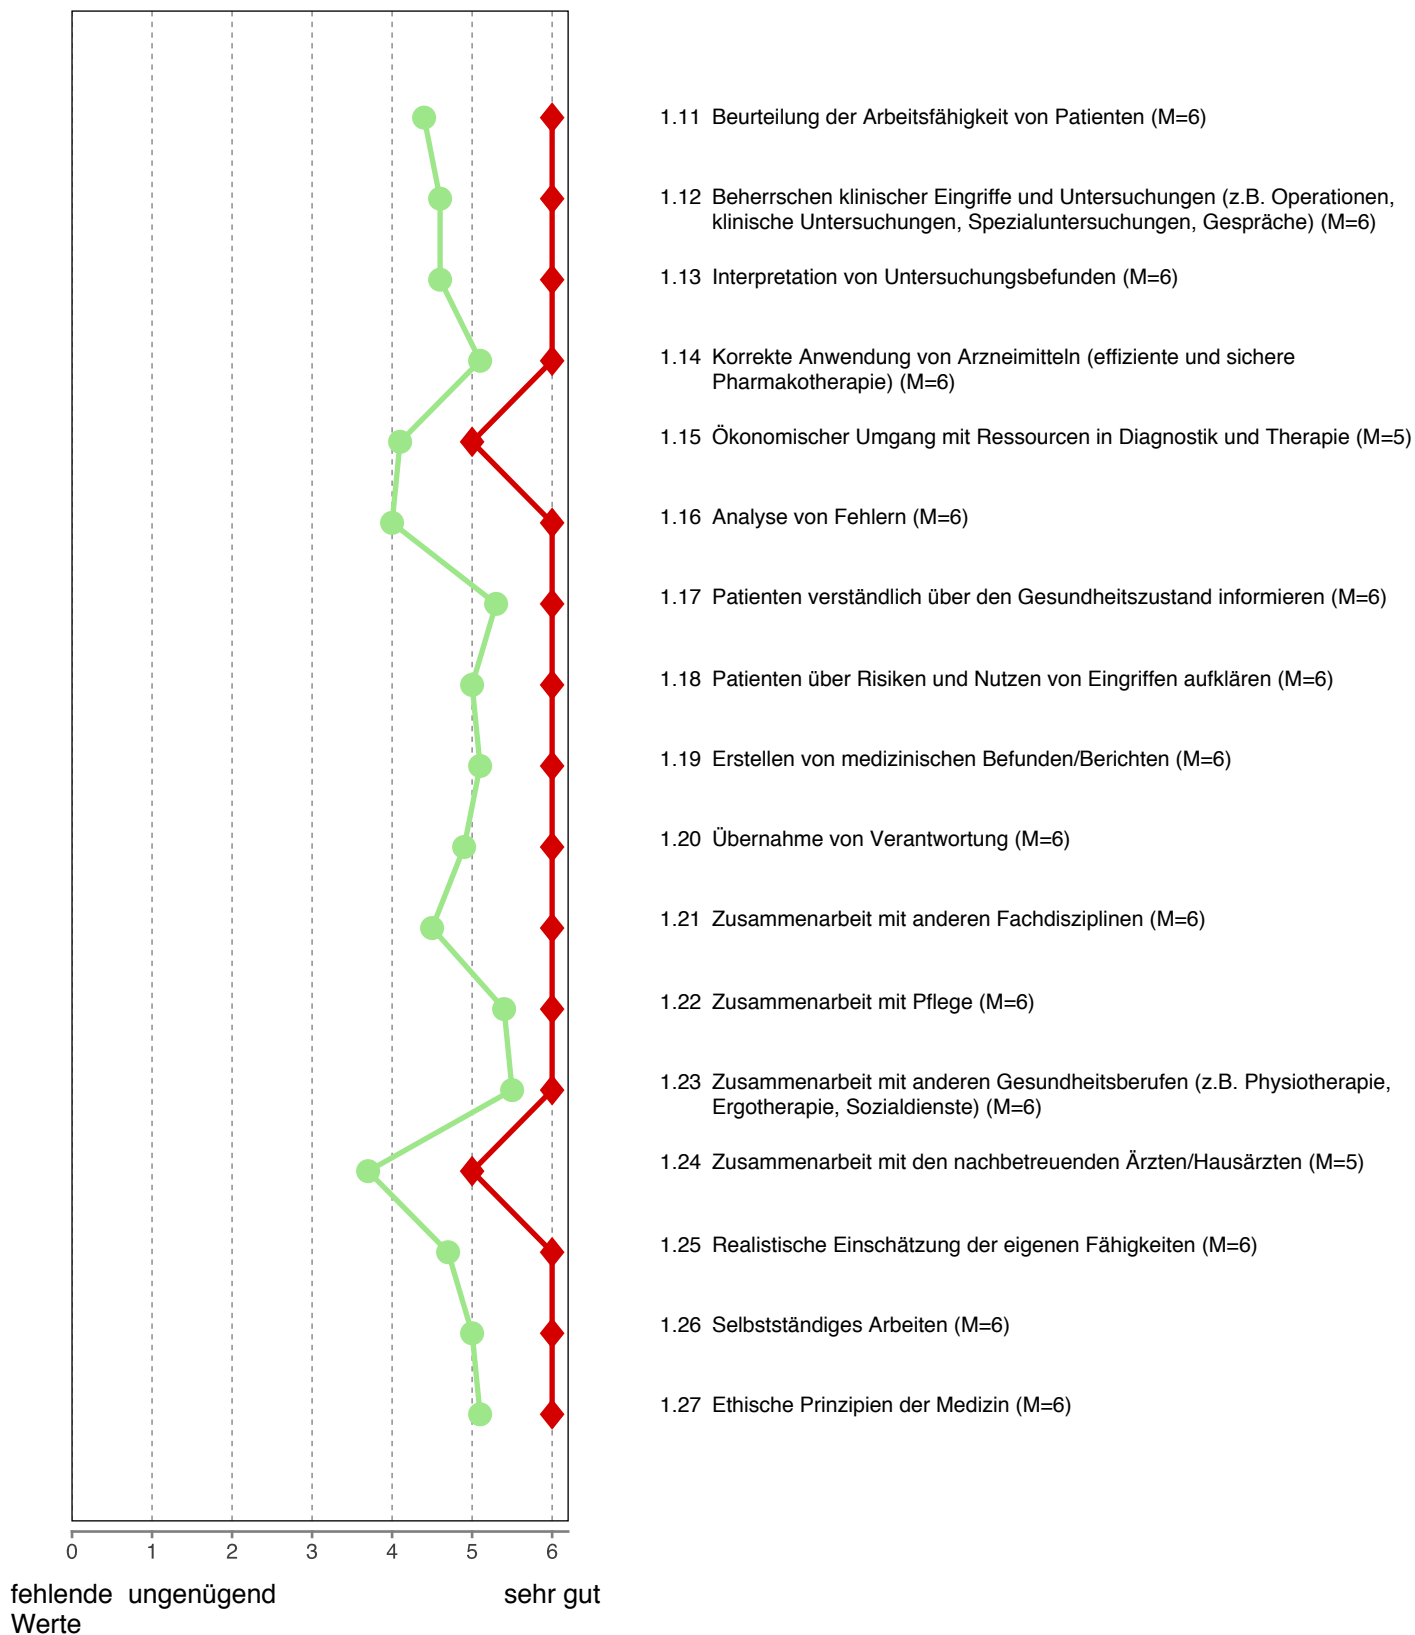 1.11 Beurteilung der Arbeitsfähigkeit von Patienten (M=6)
1.12 Beherrschen klinischer Eingriffe und Untersuchungen (z.B. Operationen,
klinische Untersuchungen, Spezialuntersuchungen, Gespräche) (M=6)
1.13 Interpretation von Untersuchungsbefunden (M=6)
1.14 Korrekte Anwendung von Arzneimitteln (effiziente und sichere
Pharmakotherapie) (M=6)
1.15 Ökonomischer Umgang mit Ressourcen in Diagnostik und Therapie (M=5)
1.16 Analyse von Fehlern (M=6)
1.17 Patienten verständlich über den Gesundheitszustand informieren (M=6)
1.18 Patienten über Risiken und Nutzen von Eingriffen aufklären (M=6)
1.19 Erstellen von medizinischen Befunden/Berichten (M=6)
1.20 Übernahme von Verantwortung (M=6)
1.21 Zusammenarbeit mit anderen Fachdisziplinen (M=6)
1.22 Zusammenarbeit mit Pflege (M=6)
1.23 Zusammenarbeit mit anderen Gesundheitsberufen (z.B. Physiotherapie,
Ergotherapie, Sozialdienste) (M=6)
1.24 Zusammenarbeit mit den nachbetreuenden Ärzten/Hausärzten (M=5)
1.25 Realistische Einschätzung der eigenen Fähigkeiten (M=6)
1.26 Selbstständiges Arbeiten (M=6)
1.27 Ethische Prinzipien der Medizin (M=6)
0 1 2 3 4 5 6
fehlende ungenügend sehr gut
Werte